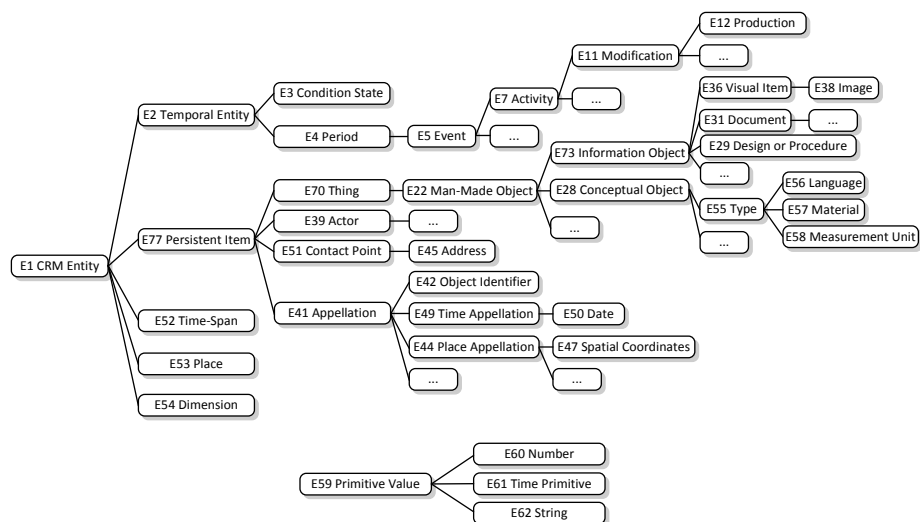 E12 Production
E11 Modification
...
E3 Condition State
E36 Visual Item
E38 Image
E7 Activity
...
E2 Temporal Entity
E31 Document
...
E4 Period
E5 Event
...
E73 Information Object
E29 Design or Procedure
...
E56 Language
E70 Thing
E22 Man-Made Object
E28 Conceptual Object
E55 Type
E57 Material
E39 Actor
...
...
E77 Persistent Item
...
E58 Measurement Unit
E51 Contact Point
E45 Address
E1 CRM Entity
E42 Object Identifier
E41 Appellation
E49 Time Appellation
E50 Date
E52 Time-Span
E44 Place Appellation
E47 Spatial Coordinates
E53 Place
...
...
E54 Dimension
E60 Number
E59 Primitive Value
E61 Time Primitive
E62 String